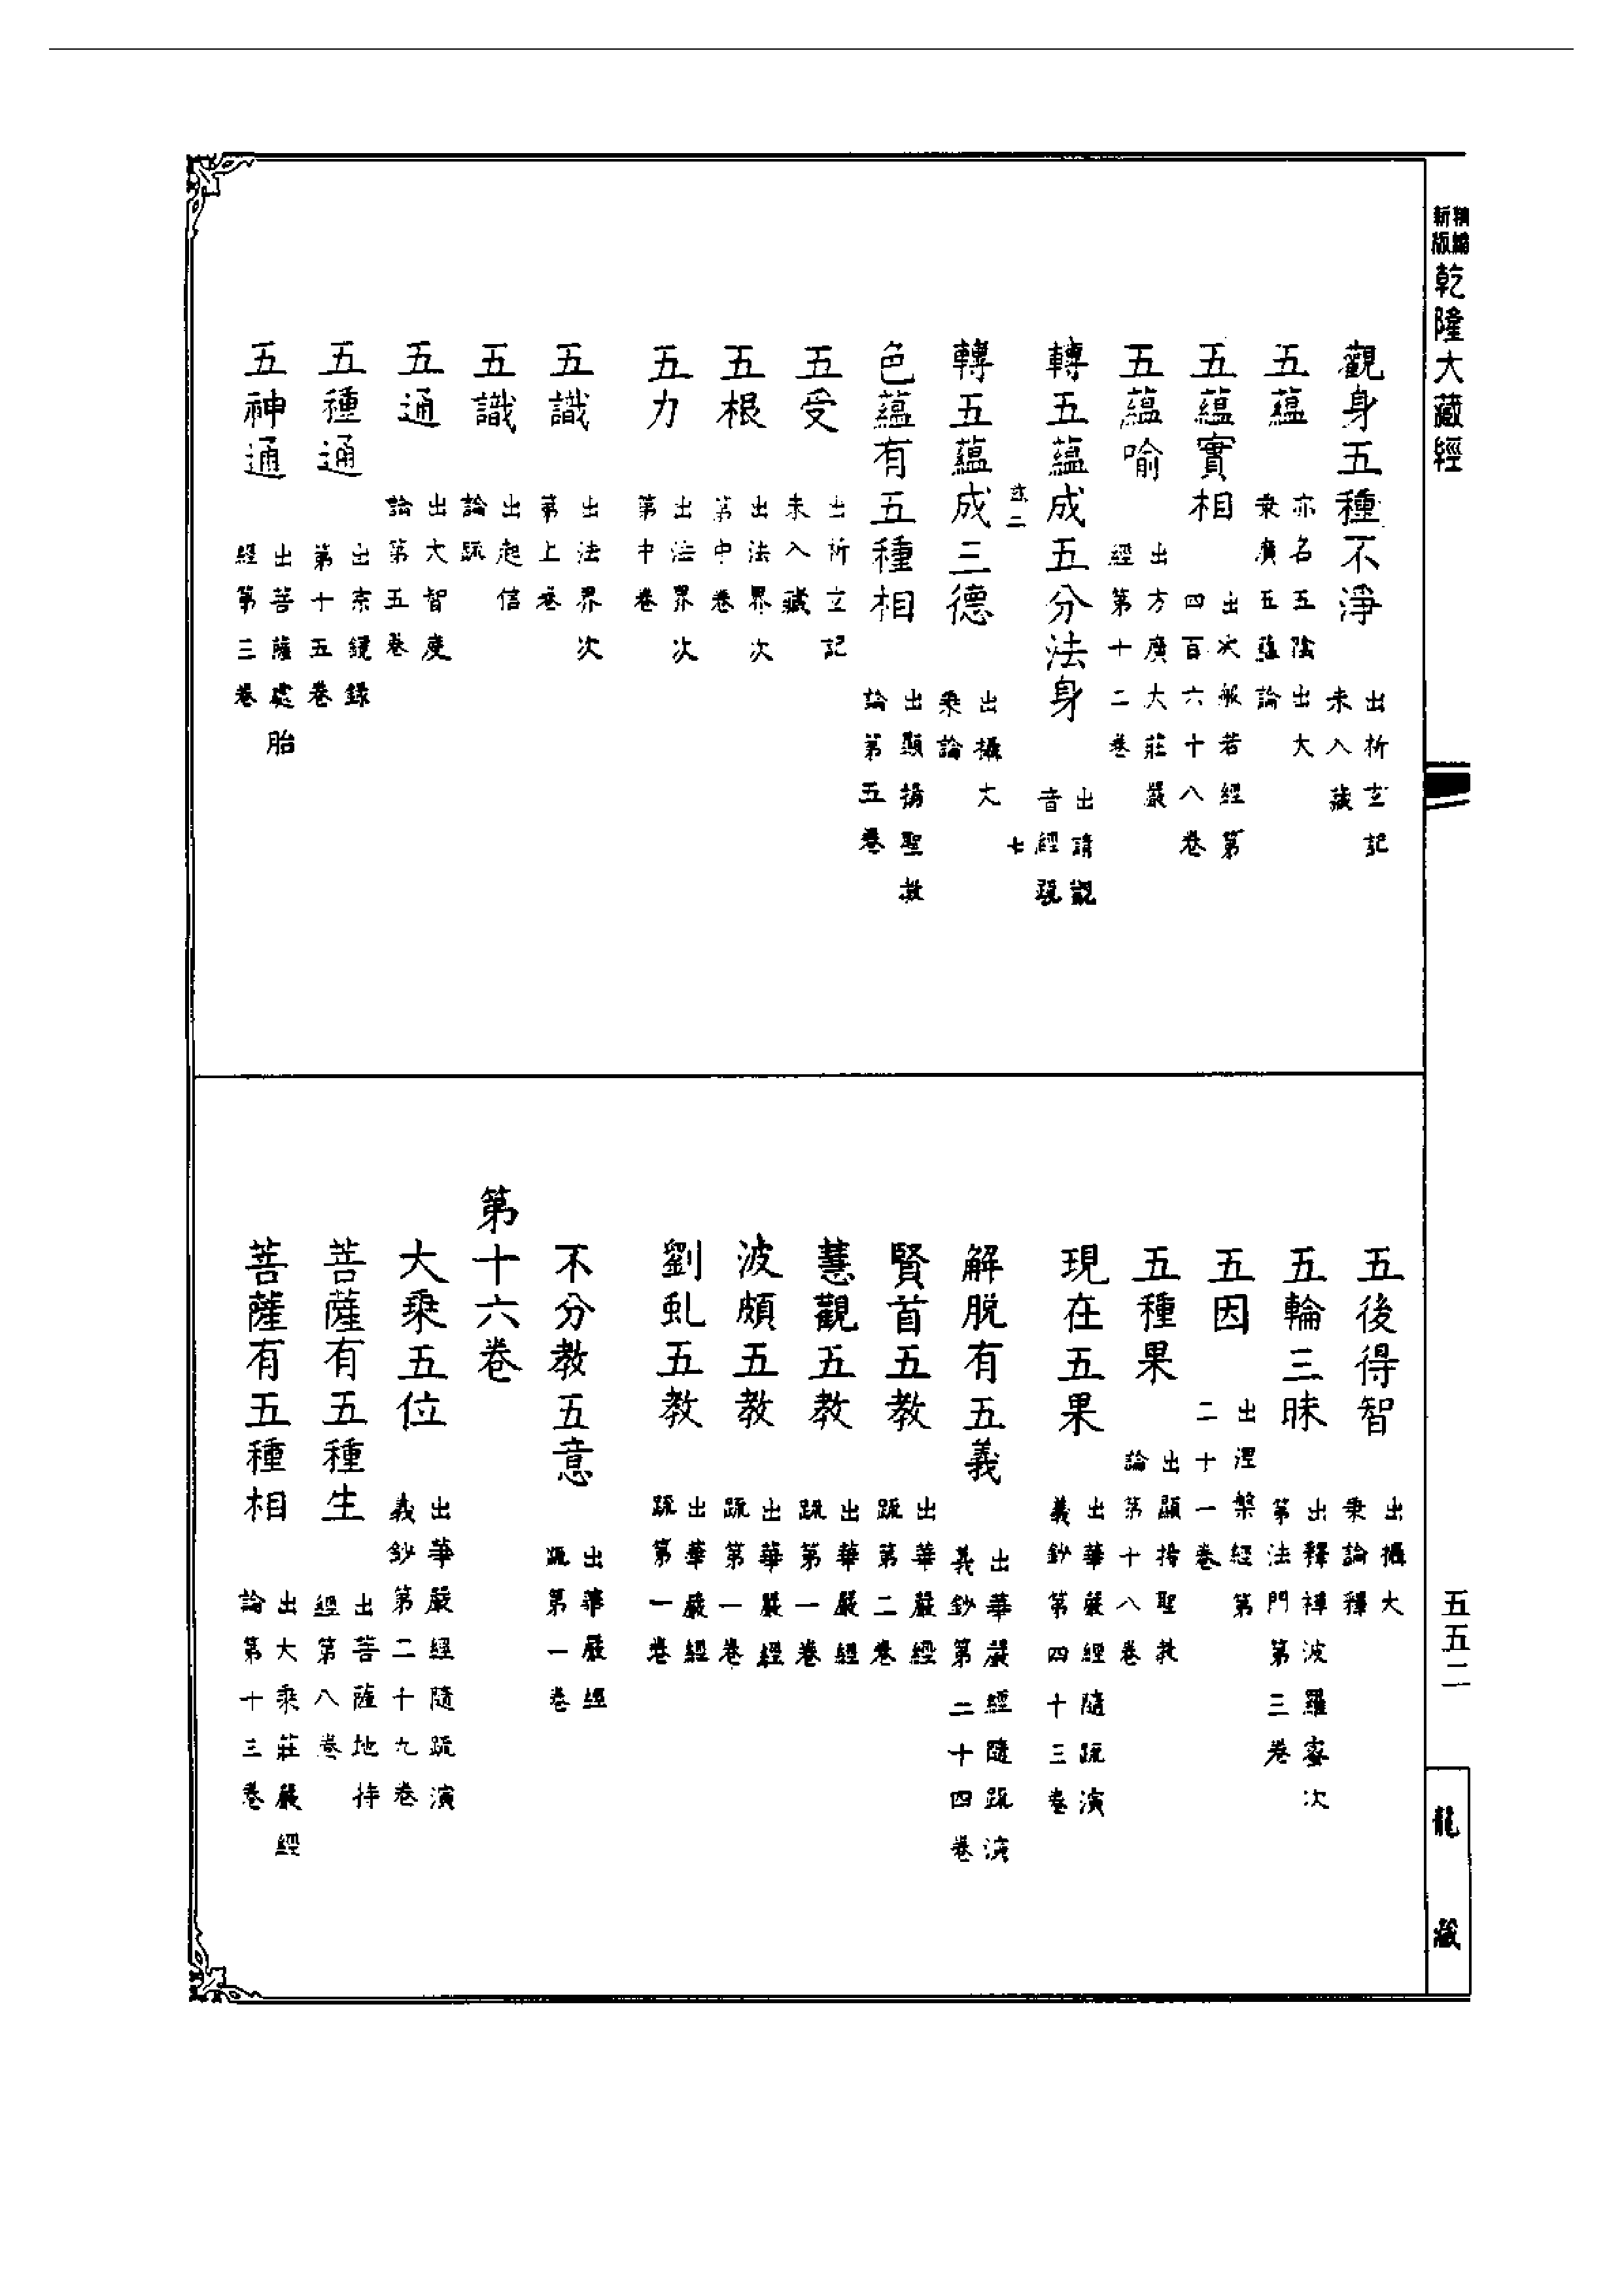 新版精縮乾隆大藏經
觀身五種不淨 出析玄記未入藏
五蘊 亦名五陰出大乗廣五蘊論
五蘊實相 出大般若經第四百六十八卷
五蘊喻 出方廣大莊嚴經第十二卷
轉五蘊成五分法身 出請觀音經疏
七
轉五蘊成三德 出攝大乗論
色蘊有五種相 出顯揚聖教論第五卷
五受 出析玄記未入藏
五根 出法界次第中卷
五力 出法界次第中卷
五識 出法界次第上卷
五識 出起信論疏
五通 出大智度論第五卷
五種通 出宗鏡錄第十五卷
五神通 出菩薩處胎經第三卷
五後得智 出攝大乗論釋
五輪三昧 出釋禪波羅蜜次第法門第三卷
五因 出涅槃經第二十一卷
五種果 出顯揚聖教論第十八卷
現在五果 出華嚴經隨疏演義鈔第四十三卷
解脫有五義 出華嚴經隨疏演義鈔第二十四卷
賢首五教 出華嚴經疏第二卷
慧觀五教 出華嚴經疏第一卷
波頗五教 出華嚴經疏第一卷
劉虬五教 出華嚴經疏第一卷
不分教五意 出華嚴經疏第一卷
第十六卷
大乗五位 出華嚴經隨疏演義鈔第二十九卷
菩薩有五種生 出菩薩地持經第八卷
菩薩有五種相 出大乗莊嚴經論第十三卷
五五二
龍藏